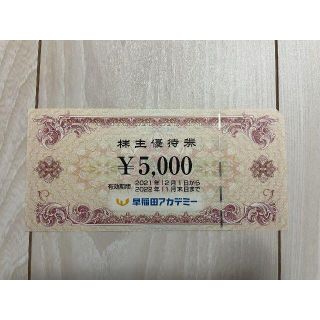 株主優待券
¥5,000
有効期間 2021年12月1日から
2022年11月末日まで
早稲田アカデミー